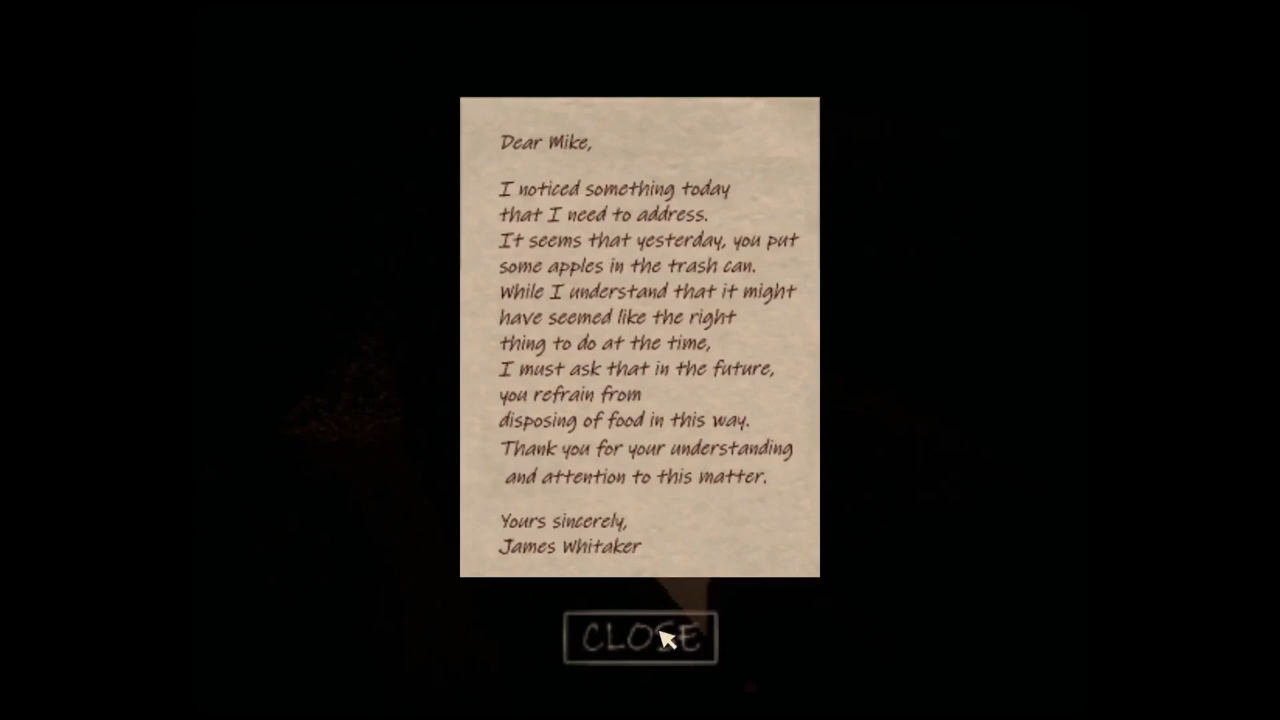 Dear Mike,
I noticed something today
that I need to address.
It seems that yesterday, you put
some apples in the trash can.
While I understand that it might
have seemed like the right
thing to do at the time,
I must ask that in the future,
you refrain from
disposing of food in this way.
Thank you for your understanding
and attention to this matter.
Yours sincerely,
James Whitaker
CLOSE